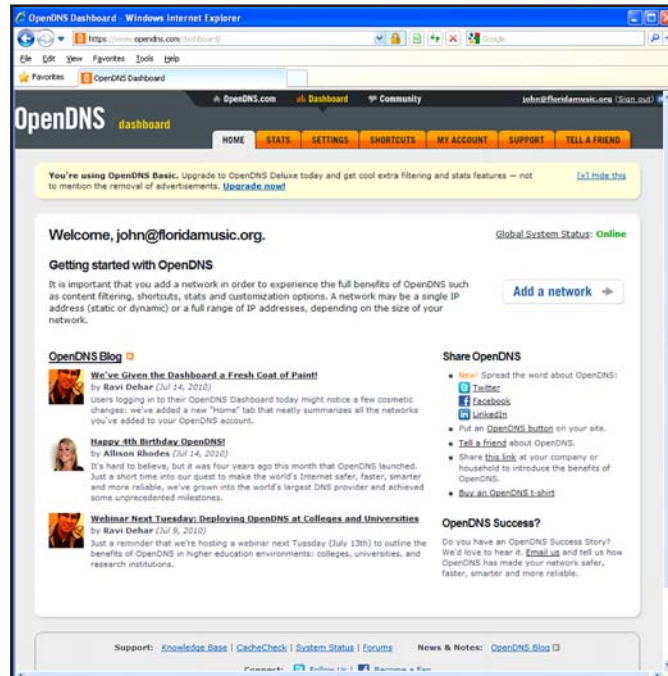 OpenDNS Dashboard - Windows Internet Explorer
https://www.opendns.com/dashboard/
Google
File Edit View Favorites Tools Help
Favorites OpenDNS Dashboard
OpenDNS.com Dashboard Community john@floridamusic.org (Sign out)
OpenDNS dashboard
HOME STATS SETTINGS SHORTCUTS MY ACCOUNT SUPPORT TELL A FRIEND
You're using OpenDNS Basic. Upgrade to OpenDNS Deluxe today and get cool extra filtering and stats features — not [x] Hide this
to mention the removal of advertisements. Upgrade now!
Welcome, john@floridamusic.org. Global System Status: Online
Getting started with OpenDNS
It is important that you add a network in order to experience the full benefits of OpenDNS such
as content filtering, shortcuts, stats and customization options. A network may be a single IP
address (static or dynamic) or a full range of IP addresses, depending on the size of your
network.
Add a network
OpenDNS Blog
We've Given the Dashboard a Fresh Coat of Paint!
by Ravi Dehar (Jul 14, 2010)
Users logging in to their OpenDNS Dashboard today might notice a few cosmetic
changes: we've added a new "Home" tab that neatly summarizes all the networks
you've added to your OpenDNS account.
Happy 4th Birthday OpenDNS!
by Allison Rhodes (Jul 14, 2010)
It's hard to believe, but it was four years ago this month that OpenDNS launched.
Just a short time into our quest to make the world's Internet safer, faster, smarter
and more reliable, we've grown into the world's largest DNS provider and achieved
some unprecedented milestones.
Webinar Next Tuesday: Deploying OpenDNS at Colleges and Universities
by Ravi Dehar (Jul 9, 2010)
Just a reminder that we're hosting a webinar next Tuesday (July 13th) to outline the
benefits of OpenDNS in higher education environments: colleges, universities, and
research institutions.
Share OpenDNS
New! Spread the word about OpenDNS:
Twitter
Facebook
LinkedIn
Put an OpenDNS button on your site.
Tell a friend about OpenDNS.
Share this link at your company or
household to introduce the benefits of
OpenDNS.
Buy an OpenDNS t-shirt
OpenDNS Success?
Do you have an OpenDNS Success Story?
We'd love to hear it. Email us and tell us how
OpenDNS has made your network safer,
faster, smarter and more reliable.
Support: Knowledge Base | CacheCheck | System Status | Forums News & Notes: OpenDNS Blog
Connect: Follow Us | Become a Fan